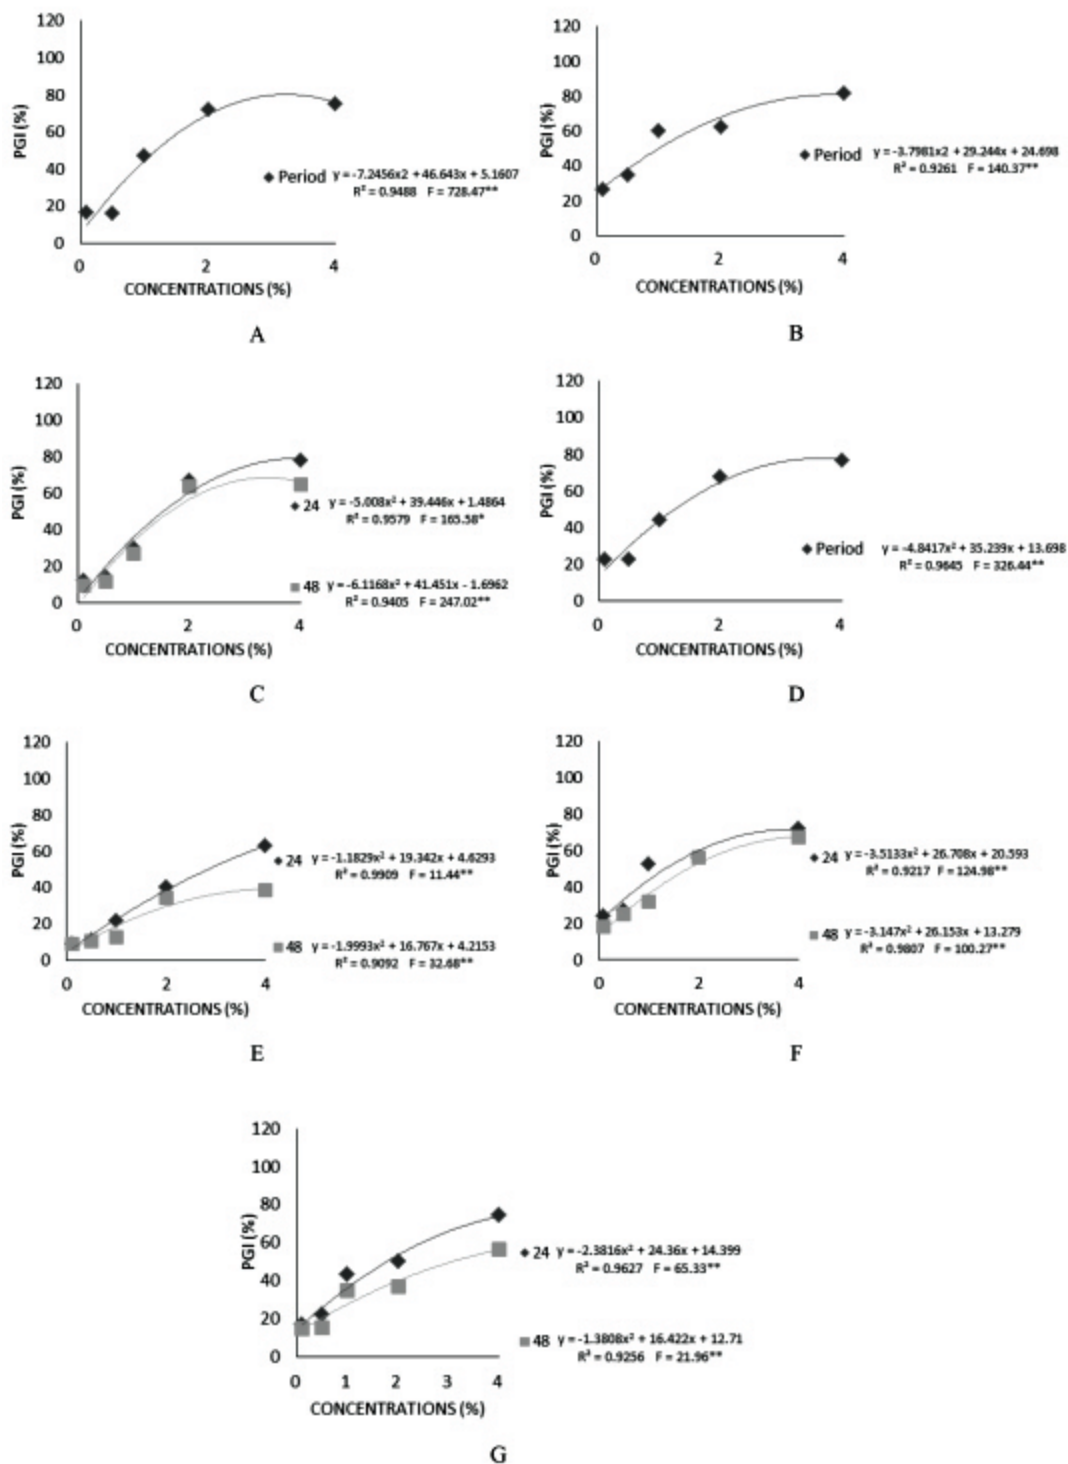 120
100
80
60
40
20
0
PGI (%)
0 2 4
CONCENTRATIONS (%)
Period y = -7.2456x2 + 46.643x + 5.1607
R² = 0.9488 F = 728.47**
A
120
100
80
60
40
20
0
PGI (%)
0 2 4
CONCENTRATIONS (%)
Period y = -3.7981x2 + 29.244x + 24.698
R² = 0.9261 F = 140.37**
B
120
100
80
60
40
20
0
PGI (%)
0 2 4
CONCENTRATIONS (%)
24 y = -5.008x² + 39.446x + 1.4864
R² = 0.9579 F = 165.58*
48 y = -6.1168x² + 41.451x - 1.6962
R² = 0.9405 F = 247.02**
C
120
100
80
60
40
20
0
PGI (%)
0 2 4
CONCENTRATIONS (%)
Period y = -4.8417x² + 35.239x + 13.698
R² = 0.9645 F = 326.44**
D
120
100
80
60
40
20
0
PGI (%)
0 2 4
CONCENTRATIONS (%)
24 y = -1.1829x² + 19.342x + 4.6293
R² = 0.9909 F = 11.44**
48 y = -1.9993x² + 16.767x + 4.2153
R² = 0.9092 F = 32.68**
E
120
100
80
60
40
20
0
PGI (%)
0 2 4
CONCENTRATIONS (%)
24 y = -3.5133x² + 26.708x + 20.593
R² = 0.9217 F = 124.98**
48 y = -3.147x² + 26.153x + 13.279
R² = 0.9807 F = 100.27**
F
120
100
80
60
40
20
0
PGI (%)
0 1 2 3 4
CONCENTRATIONS (%)
24 y = -2.3816x² + 24.36x + 14.399
R² = 0.9627 F = 65.33**
48 y = -1.3808x² + 16.422x + 12.71
R² = 0.9256 F = 21.96**
G